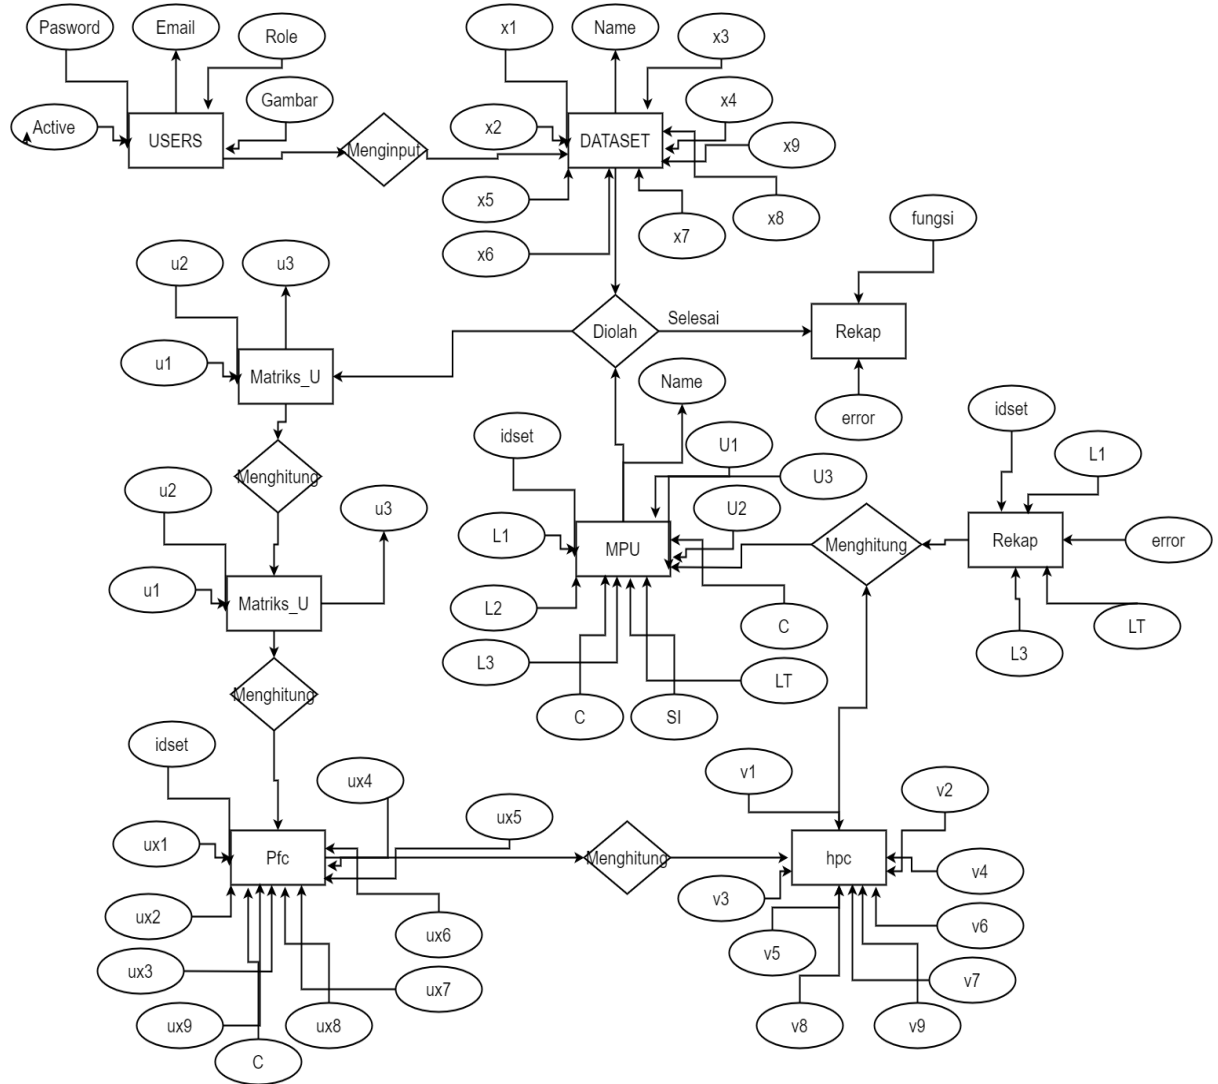 Pasword
Email
Role
Active
Gambar
USERS
Menginput
x1
Name
x3
x4
x2
DATASET
x9
x5
x8
x6
x7
fungsi
u2
u3
Diolah
Selesai
Rekap
u1
Matriks_U
Name
error
idset
idset
U1
L1
Menghitung
U3
u2
u3
U2
L1
MPU
Menghitung
Rekap
error
u1
Matriks_U
L2
C
LT
L3
L3
LT
Menghitung
C
SI
idset
ux4
v1
v2
ux5
ux1
Pfc
Menghitung
hpc
v4
v3
ux2
ux6
v5
v6
ux3
ux7
v7
ux9
ux8
v8
v9
C